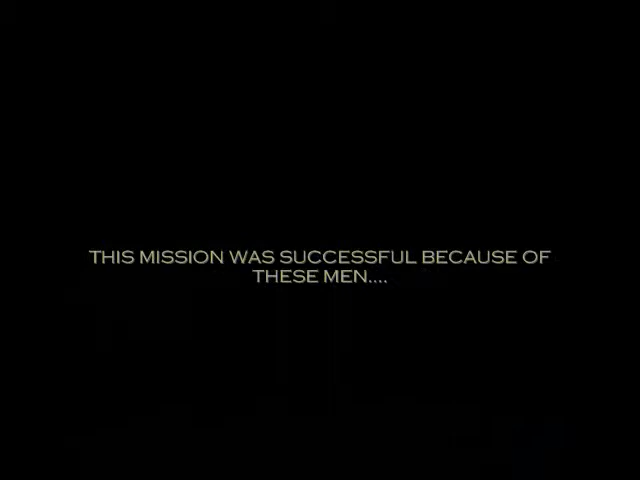 THIS MISSION WAS SUCCESSFUL BECAUSE OF
THESE MEN....